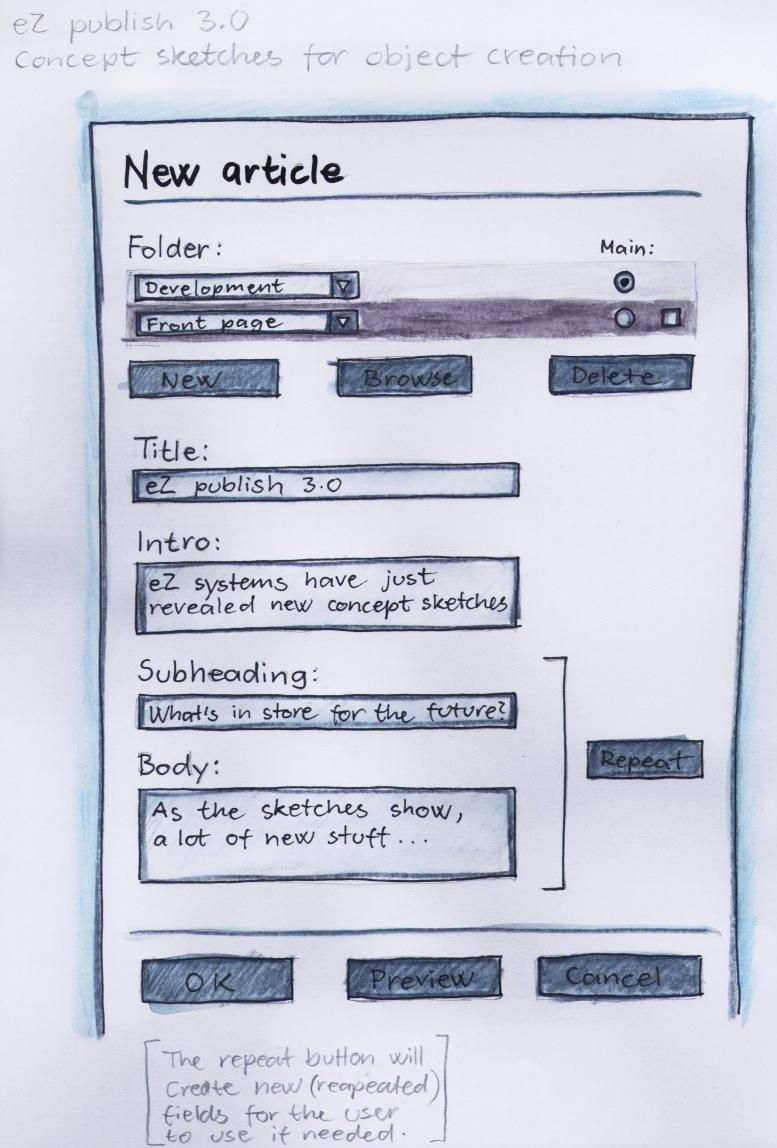 eZ publish 3.0
Concept sketches for object creation
New article
Folder:
Main:
Development
Front page
New
Browse
Delete
Title:
eZ publish 3.0
Intro:
eZ systems have just
revealed new concept sketches
Subheading:
What's in store for the future?
Body:
As the sketches show,
a lot of new stuff...
Repeat
OK
Preview
Cancel
The repeat button will
Create new (reapeated)
fields for the user
to use if needed.